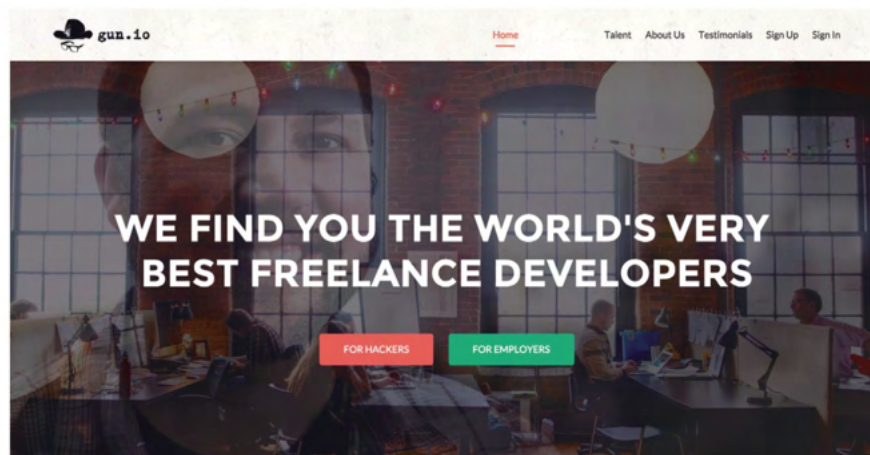 gun.io
Home Talent About Us Testimonials Sign Up Sign In
WE FIND YOU THE WORLD'S VERY
BEST FREELANCE DEVELOPERS
FOR HACKERS FOR EMPLOYERS